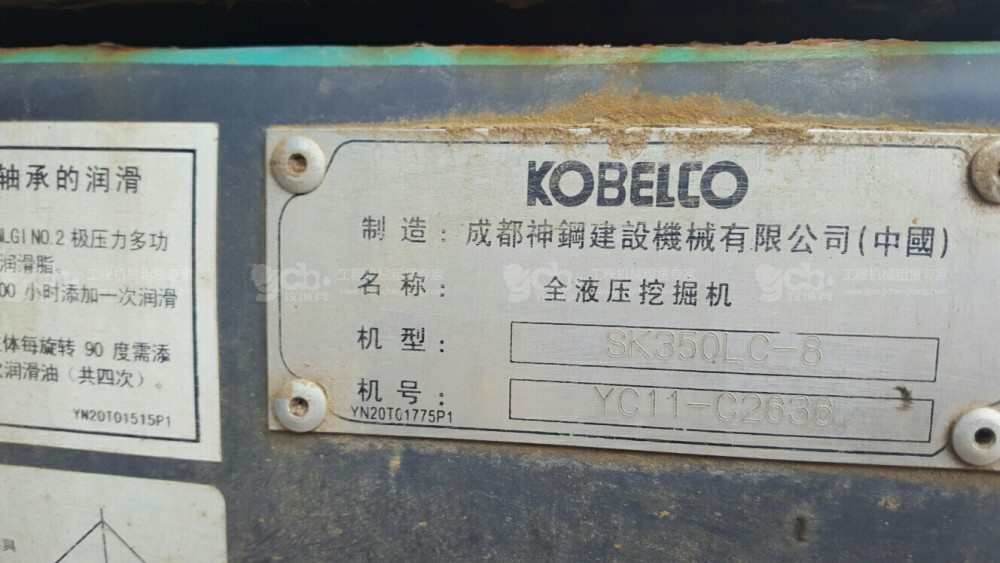 轴承的润滑
NLGI NO.2 极压力多功
润滑脂。
00 小时添加一次润滑
体每旋转 90 度需添
润滑油（共四次）。
YN20T01515P1
KOBELCO
制造：成都神鋼建設機械有限公司(中國)
名称：全液压挖掘机
机型：SK350LC-8
机号：YC11-C2636
YN20T01775P1
具